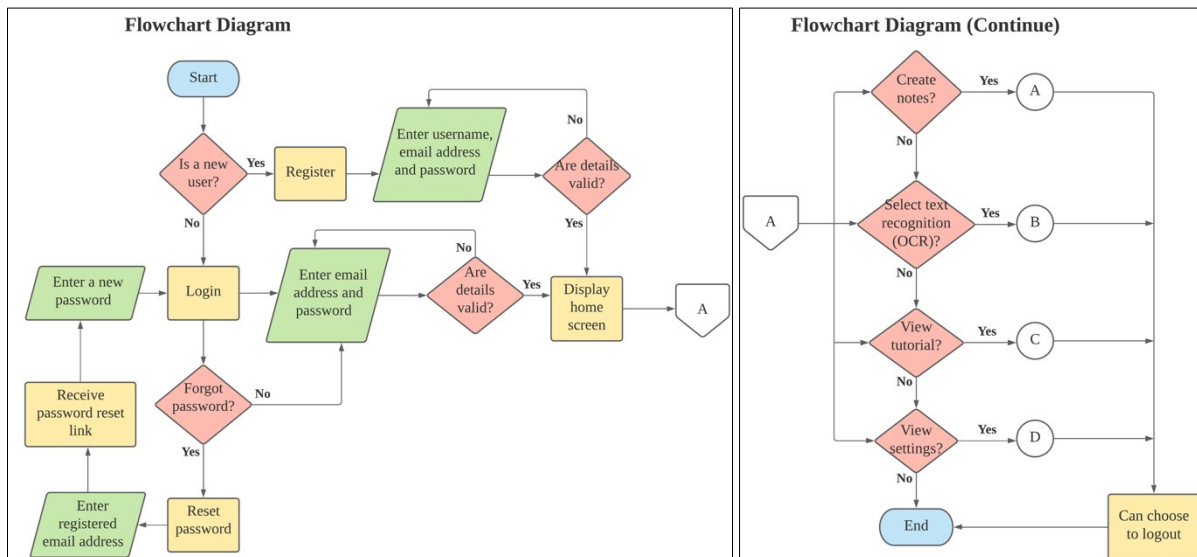 Flowchart Diagram
Start
Is a new
user?
Yes
No
Register
Enter username,
email address
and password
No
Are details
valid?
Yes
Enter a new
password
Login
Enter email
address and
password
No
Are
details
valid?
Yes
Display
home
screen
A
Forgot
password?
No
Yes
Receive
password reset
link
Enter
registered
email address
Reset
password
Flowchart Diagram (Continue)
Create
notes?
Yes
A
No
A
Select text
recognition
(OCR)?
Yes
B
No
View
tutorial?
Yes
C
No
View
settings?
Yes
D
No
End
Can choose
to logout